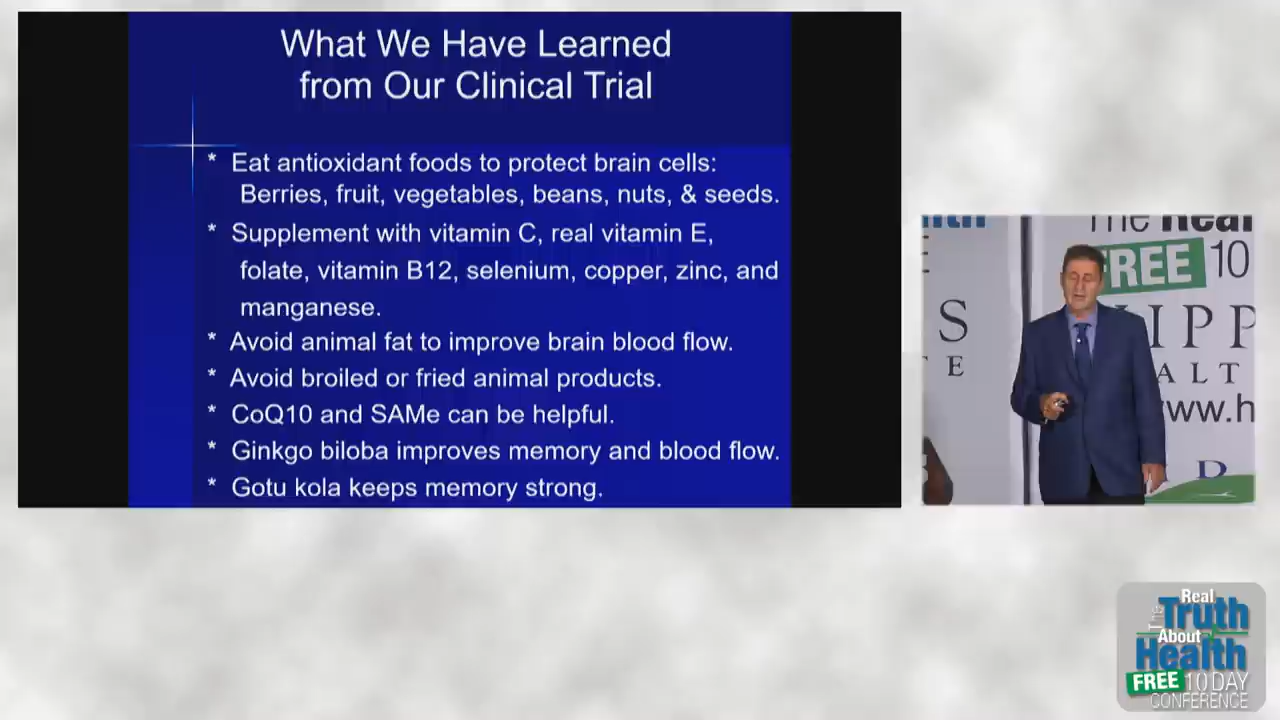 What We Have Learned
from Our Clinical Trial
* Eat antioxidant foods to protect brain cells:
Berries, fruit, vegetables, beans, nuts, & seeds.
* Supplement with vitamin C, real vitamin E,
folate, vitamin B12, selenium, copper, zinc, and
manganese.
* Avoid animal fat to improve brain blood flow.
* Avoid broiled or fried animal products.
* CoQ10 and SAMe can be helpful.
* Ginkgo biloba improves memory and blood flow.
* Gotu kola keeps memory strong.
The Real
FREE 10
S
IPP
E
ALT
www.h
D
The Real
Truth
About
Health
FREE 10 DAY
CONFERENCE